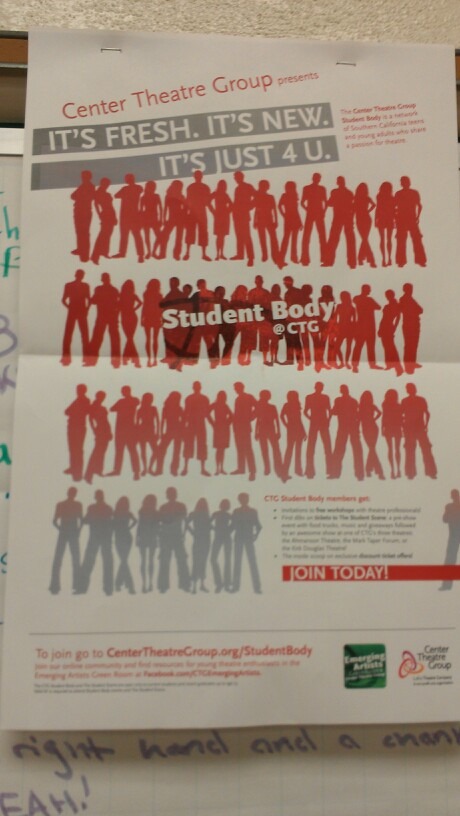 Center Theatre Group presents
IT'S FRESH. IT'S NEW.
IT'S JUST 4 U.
The Center Theatre Group
Student Body is a network
of Southern California teens
and young adults who share
a passion for theatre.
Student Body
@CTG
CTG Student Body members get:
• Invitations to free workshops with theatre professionals!
• First dibs on tickets to The Student Scene: a pre-show
event with food trucks, music and giveaways followed
by an awesome show at one of CTG's three theatres:
the Ahmanson Theatre, the Mark Taper Forum, or
the Kirk Douglas Theatre!
• The inside scoop on exclusive discount ticket offers!
JOIN TODAY!
To join go to CenterTheatreGroup.org/StudentBody
Join our online community and find resources for young theatre enthusiasts in the
Emerging Artists Green Room at Facebook.com/CTGEmergingArtists.
Emerging
Artists
Center
Theatre
Group
right hand and a
EAH!